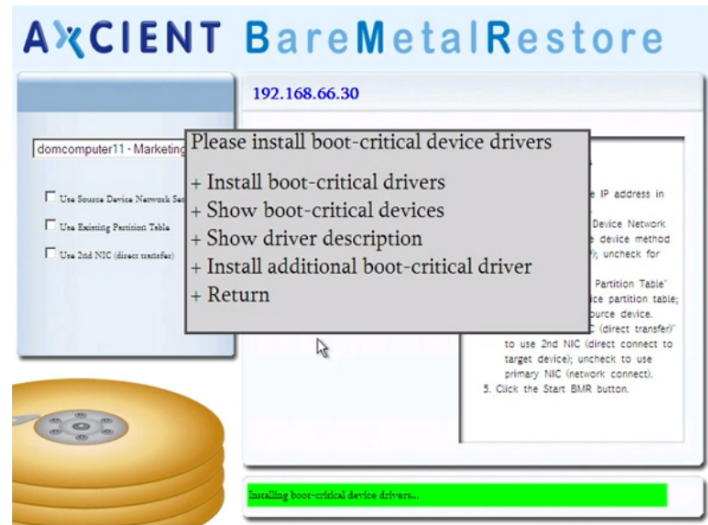 AXCIENT BareMetalRestore
192.168.66.30
domcomputer11 - Marketing
Use Source Device Network
Use Existing Partition Table
Use 2nd NIC (direct transfer)
Please install boot-critical device drivers
+ Install boot-critical drivers
+ Show boot-critical devices
+ Show driver description
+ Install additional boot-critical driver
+ Return
IP address in
Device Network
device method
uncheck for
Partition Table"
partition table;
source device.
(direct transfer)"
to use 2nd NIC (direct connect to
target device); uncheck to use
primary NIC (network connect).
5. Click the Start BMR button.
Installing boot-critical device drivers...